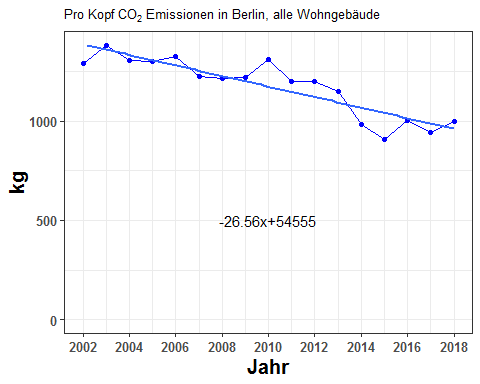 Pro Kopf CO₂ Emissionen in Berlin, alle Wohngebäude
kg
1000
500
0
-26.56x+54555
2002 2004 2006 2008 2010 2012 2014 2016 2018
Jahr